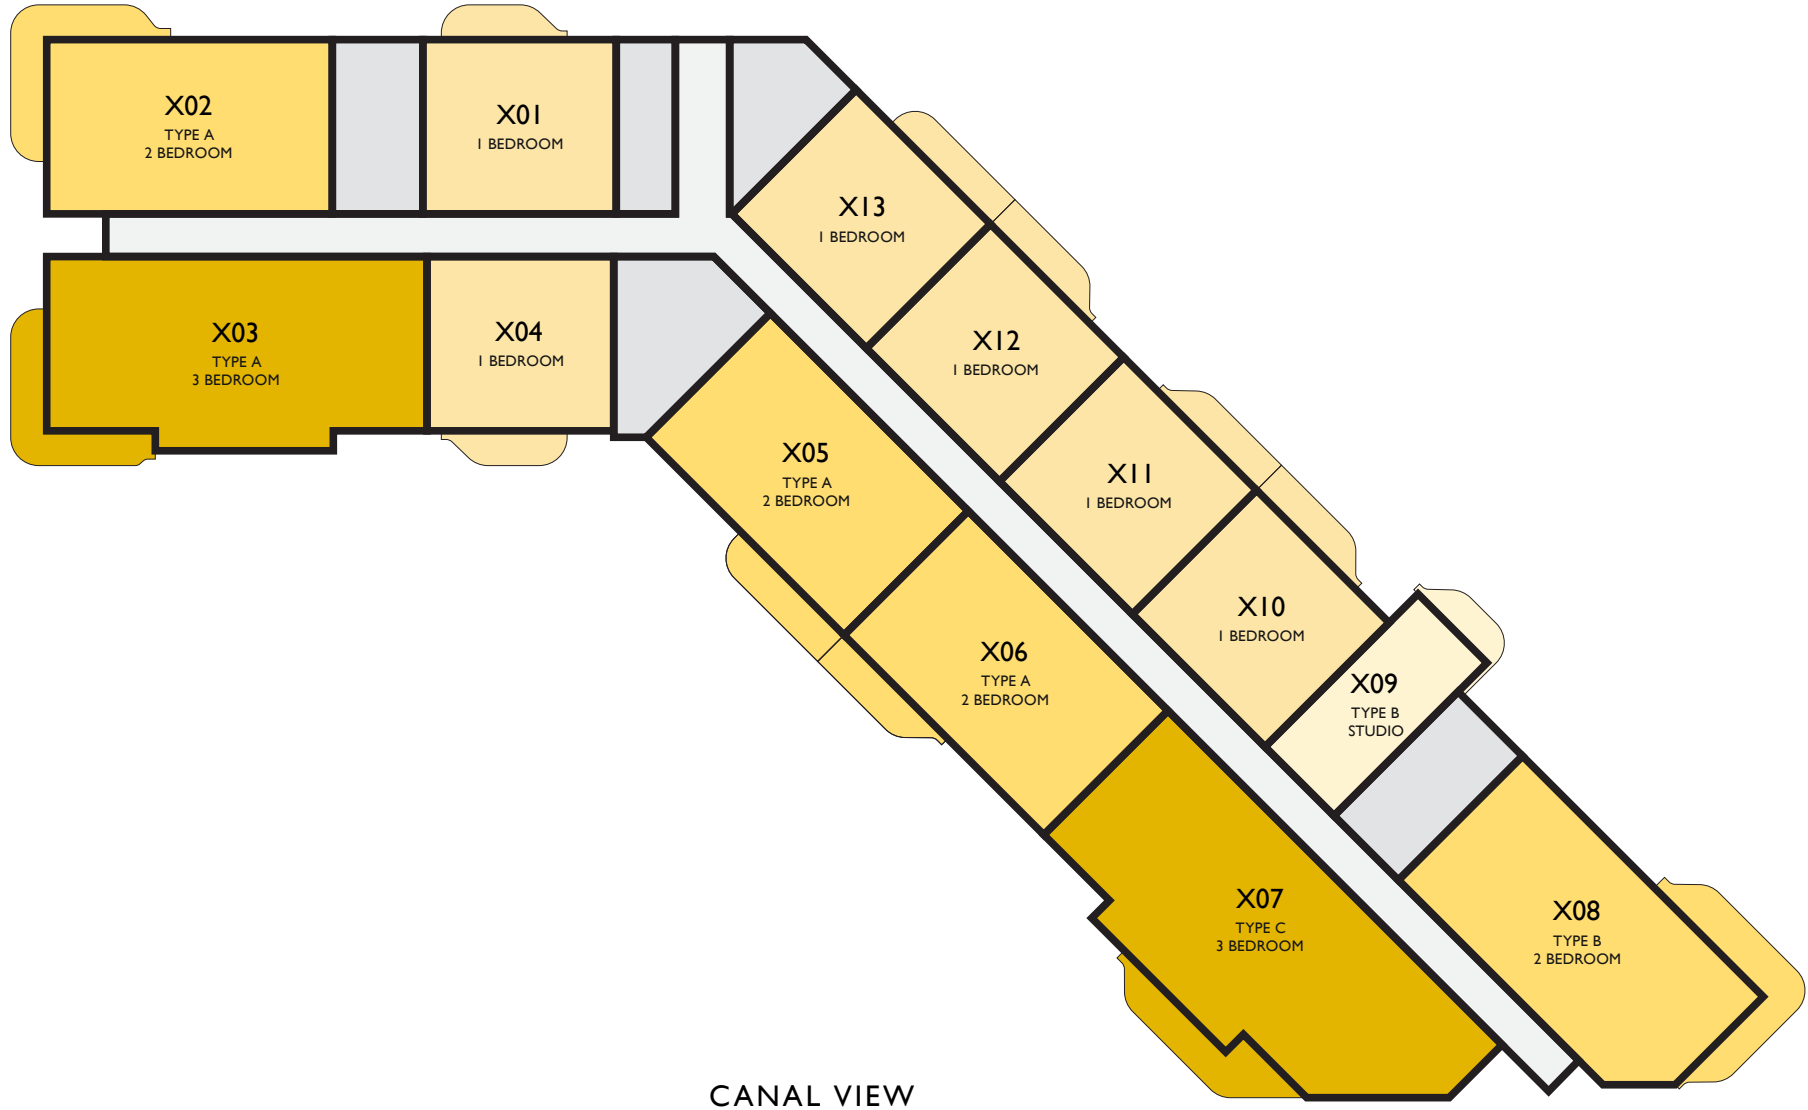 X02
TYPE A
2 BEDROOM
X01
1 BEDROOM
X13
1 BEDROOM
X03
TYPE A
3 BEDROOM
X04
1 BEDROOM
X12
1 BEDROOM
X05
TYPE A
2 BEDROOM
X11
1 BEDROOM
X06
TYPE A
2 BEDROOM
X10
1 BEDROOM
X09
TYPE B
STUDIO
X07
TYPE C
3 BEDROOM
X08
TYPE B
2 BEDROOM
CANAL VIEW